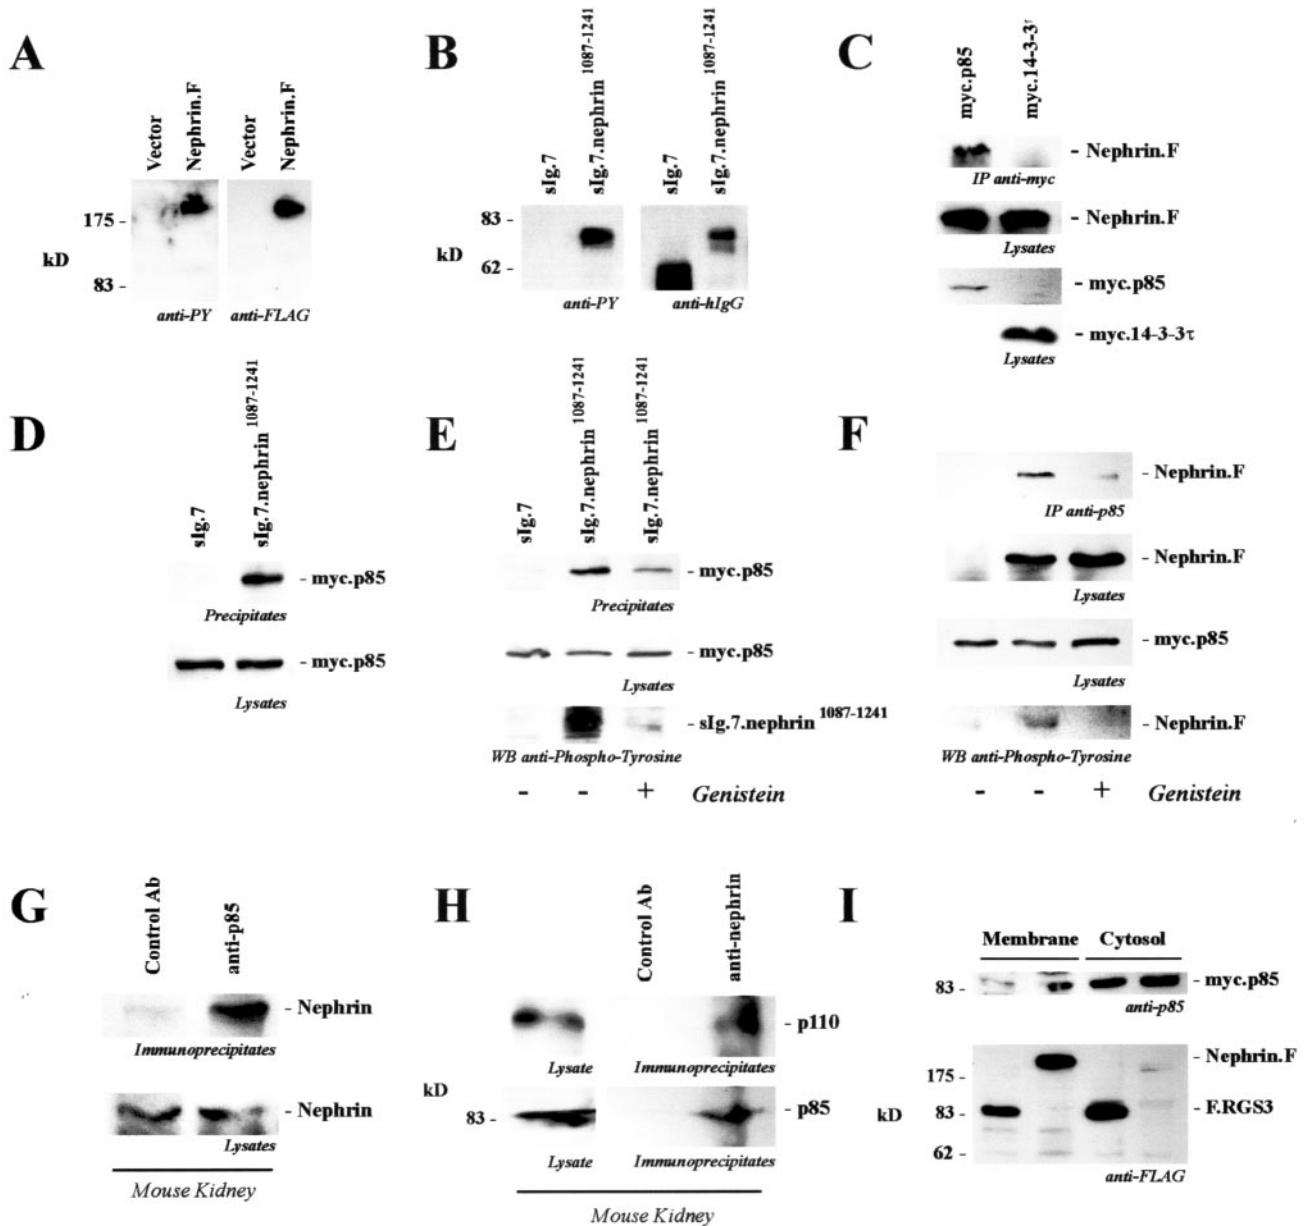 A
Vector
Nephrin.F
Vector
Nephrin.F
175 -
kD
83 -
anti-PY
anti-FLAG
B
sIg.7
sIg.7.nephrin 1087-1241
sIg.7
sIg.7.nephrin 1087-1241
83 -
kD
62 -
anti-PY
anti-hIgG
C
myc.p85
myc.14-3-3τ
- Nephrin.F
IP anti-myc
- Nephrin.F
Lysates
- myc.p85
- myc.14-3-3τ
Lysates
D
sIg.7
sIg.7.nephrin 1087-1241
- myc.p85
Precipitates
- myc.p85
Lysates
E
sIg.7
sIg.7.nephrin 1087-1241
sIg.7.nephrin 1087-1241
- myc.p85
Precipitates
- myc.p85
Lysates
- sIg.7.nephrin 1087-1241
WB anti-Phospho-Tyrosine
- - + Genistein
F
- Nephrin.F
IP anti-p85
- Nephrin.F
Lysates
- myc.p85
Lysates
- Nephrin.F
WB anti-Phospho-Tyrosine
- - + Genistein
G
Control Ab
anti-p85
- Nephrin
Immunoprecipitates
- Nephrin
Lysates
Mouse Kidney
H
Control Ab
anti-nephrin
- p110
Lysate
Immunoprecipitates
kD
83 -
- p85
Lysate
Immunoprecipitates
Mouse Kidney
I
Membrane Cytosol
83 -
- myc.p85
anti-p85
- Nephrin.F
175 -
kD
83 -
- F.RGS3
62 -
anti-FLAG